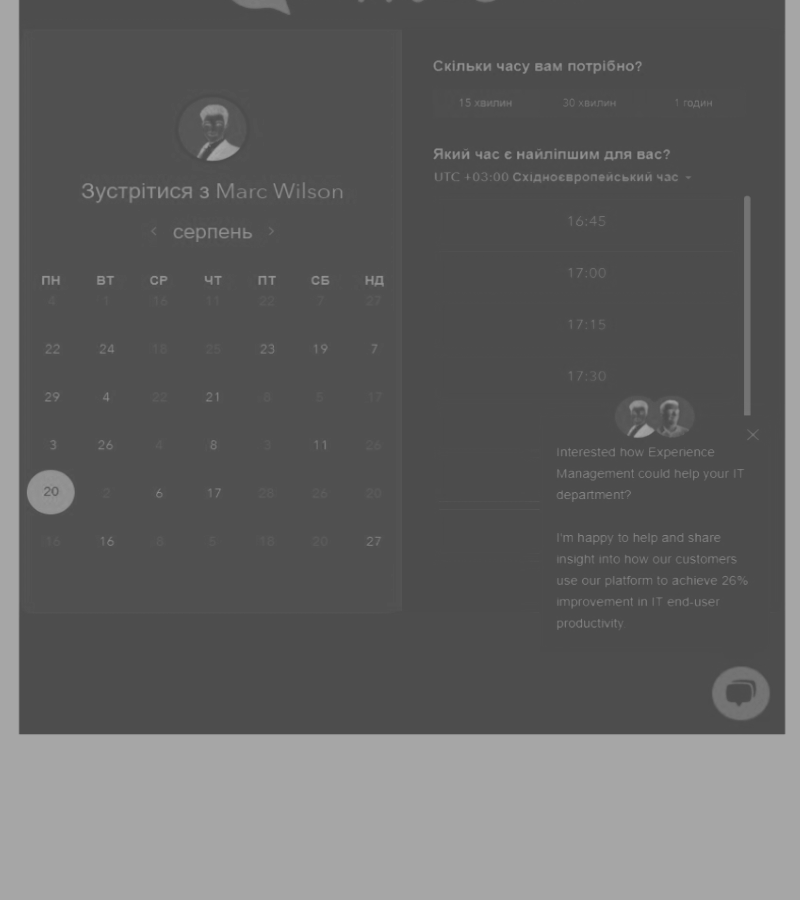 Зустрітися з Marc Wilson
серпень
ПН ВТ СР ЧТ ПТ СБ НД
4 1 16 11 22 7 27
22 24 18 25 23 19 7
29 4 22 21 8 5 17
3 26 4 8 3 11 26
20 2 6 17 28 26 20
16 16 8 5 18 20 27
Скільки часу вам потрібно?
15 хвилин 30 хвилин 1 годин
Який час є найліпшим для вас?
UTC +03:00 Східноєвропейський час
16:45
17:00
17:15
17:30
Interested how Experience
Management could help your IT
department?
I'm happy to help and share
insight into how our customers
use our platform to achieve 26%
improvement in IT end-user
productivity.